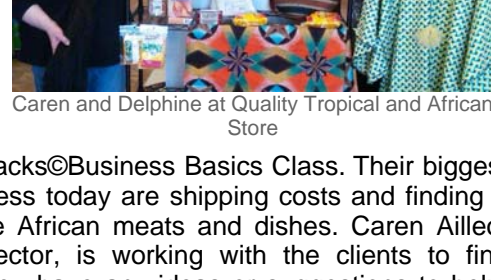 Caren and Delphine at Quality Tropical and African
Store
acks©Business Basics Class. Their bigges
ess today are shipping costs and finding
e African meats and dishes. Caren Ailled
ector, is working with the clients to fin